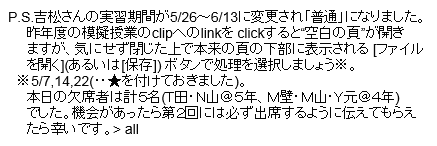 P.S.吉松さんの実習期間が5/26～6/13に変更され「普通」になりました。
昨年度の模擬授業のclipへのlinkを clickすると“空白の頁”が開き
ますが、気にせず閉じた上で本来の頁の下部に表示される [ファイル
を開く](あるいは[保存]) ボタンで処理を選択しましょう※。
※5/7,14,22(‥★を付けておきました)。
本日の欠席者は計5名(T田・N山＠5年、M壁・M山・Y元＠4年)
でした。機会があったら第2回には必ず出席するように伝えてもらえ
たら幸いです。> all